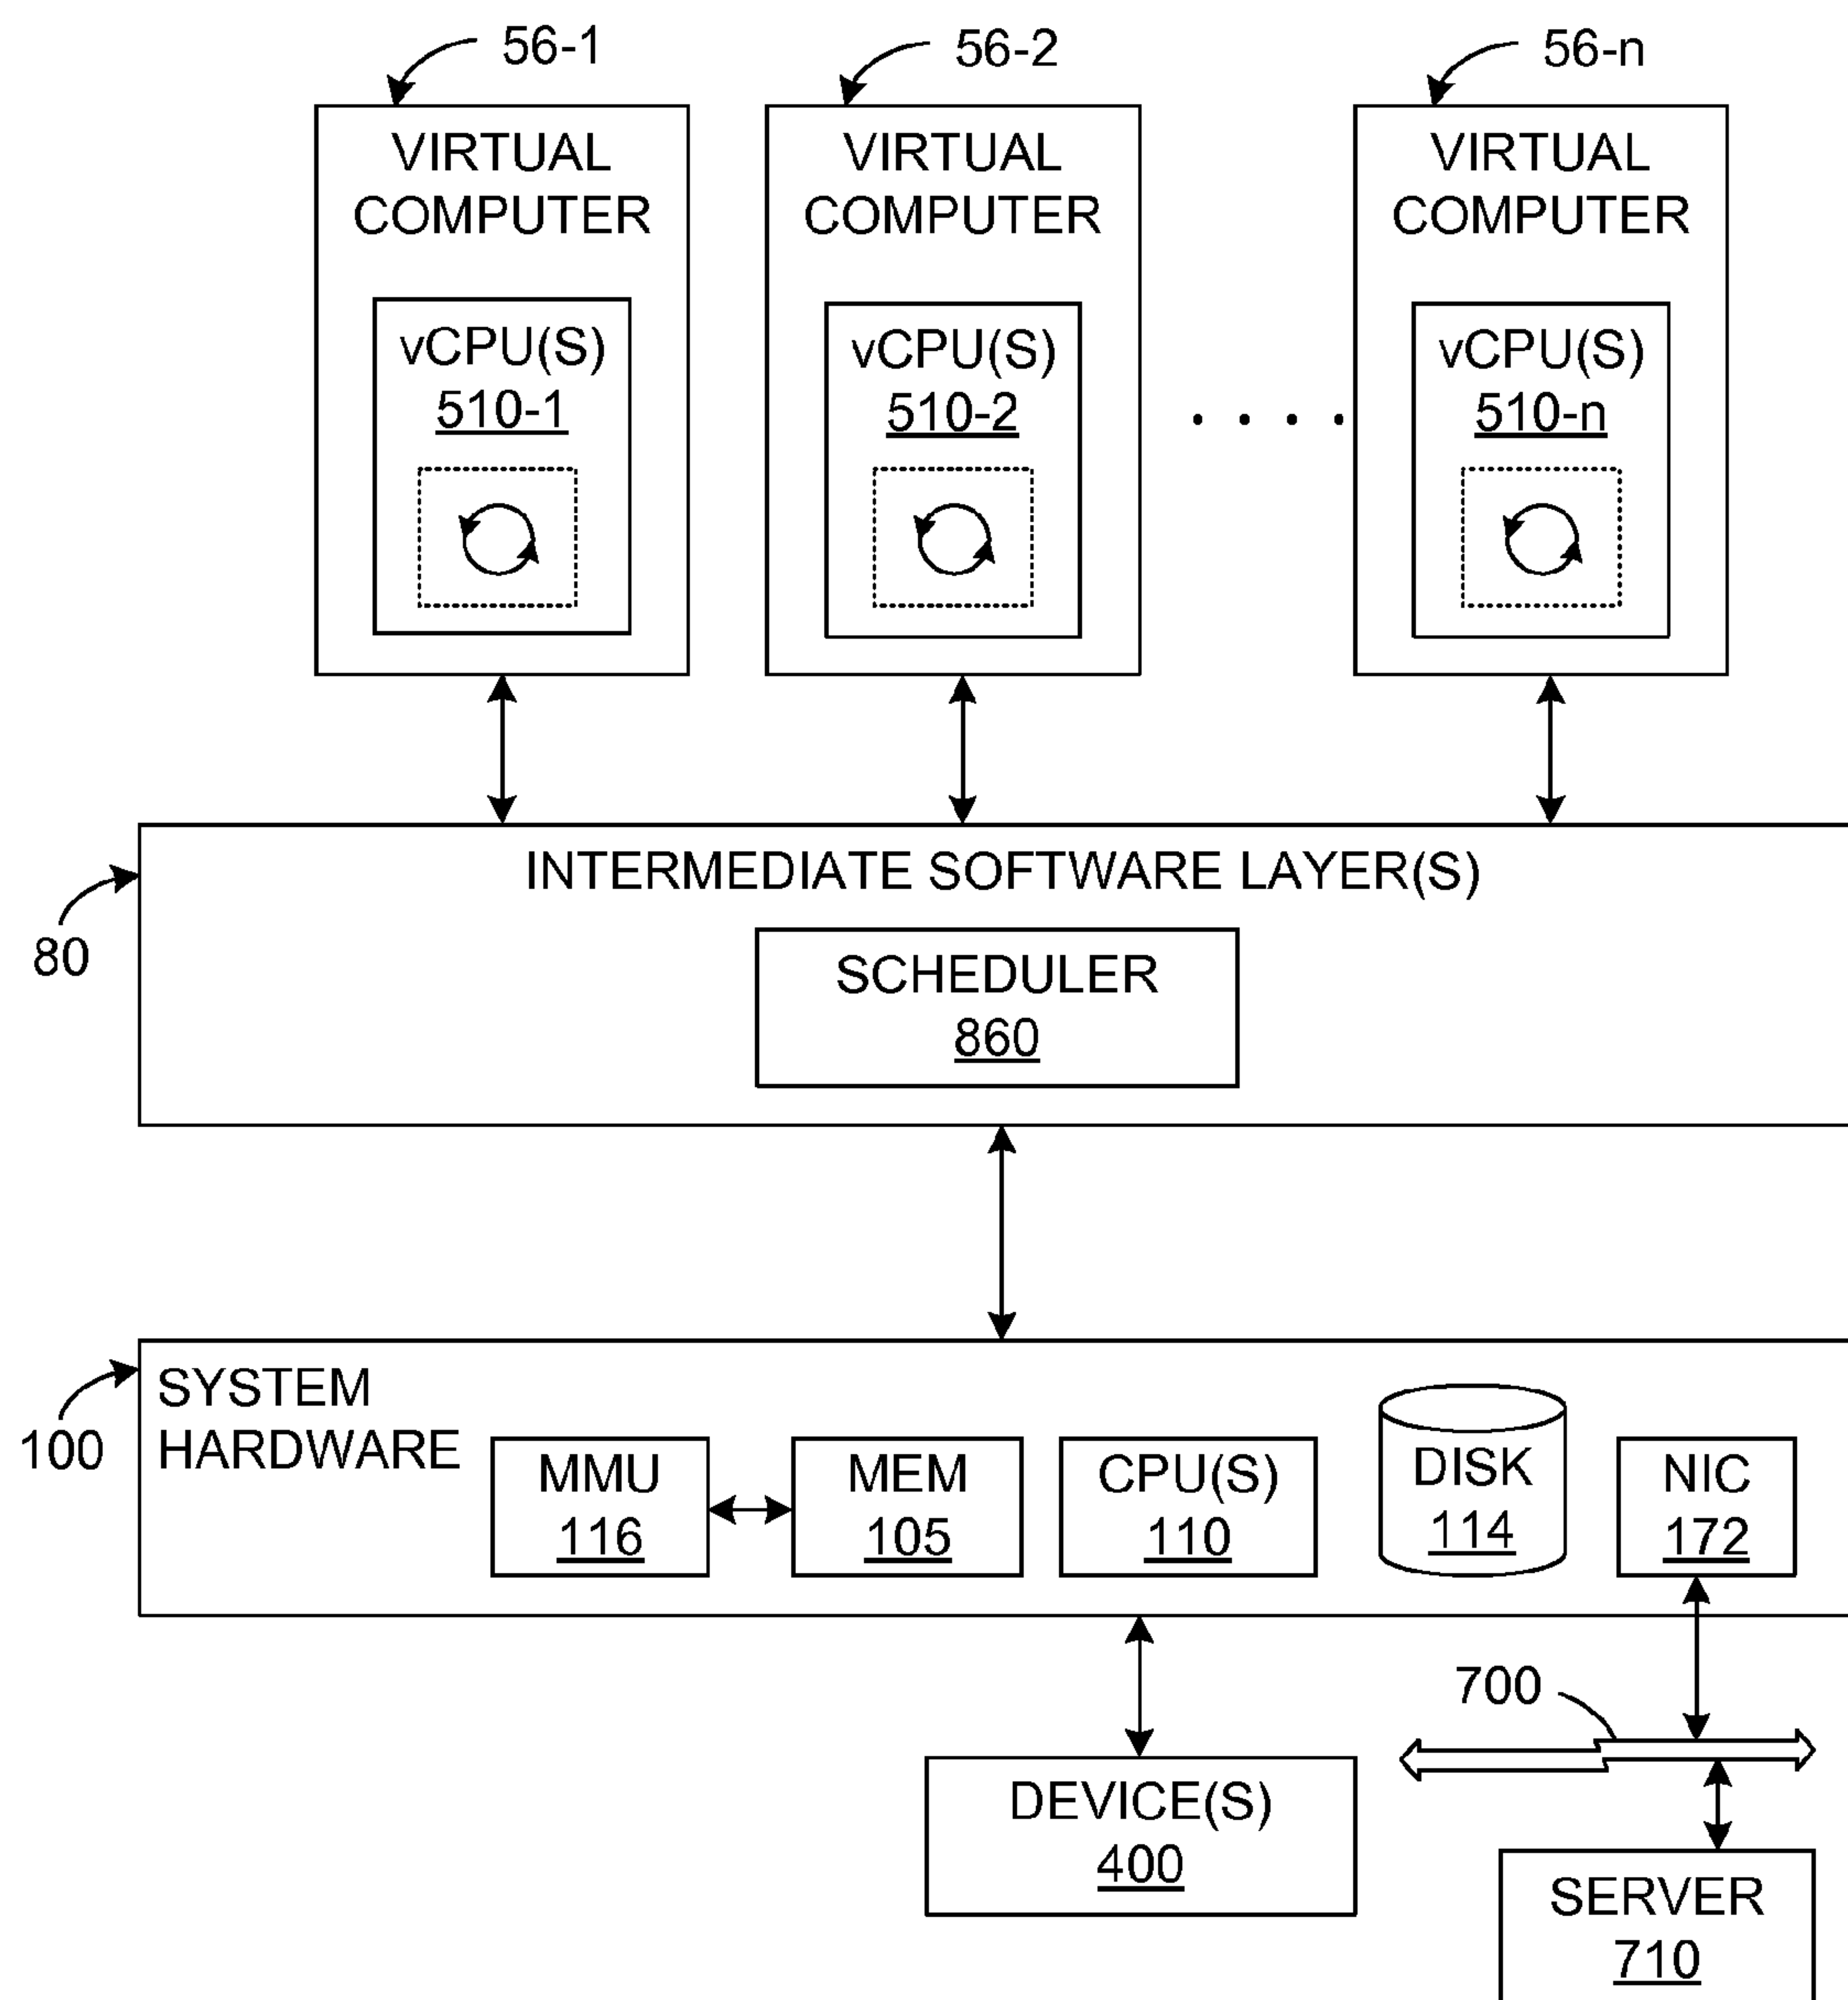 56-1
56-2
56-n
VIRTUAL
COMPUTER
vCPU(S)
510-1
VIRTUAL
COMPUTER
vCPU(S)
510-2
. . . .
VIRTUAL
COMPUTER
vCPU(S)
510-n
INTERMEDIATE SOFTWARE LAYER(S)
80
SCHEDULER
860
100
SYSTEM
HARDWARE
MMU
116
MEM
105
CPU(S)
110
DISK
114
NIC
172
700
DEVICE(S)
400
SERVER
710